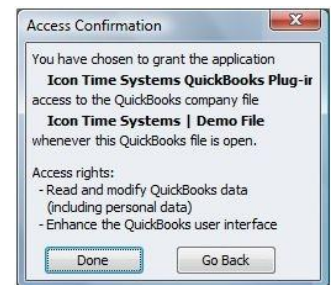 Access Confirmation
You have chosen to grant the application
Icon Time Systems QuickBooks Plug-in
access to the QuickBooks company file
Icon Time Systems | Demo File
whenever this QuickBooks file is open.
Access rights:
- Read and modify QuickBooks data
(including personal data)
- Enhance the QuickBooks user interface
Done
Go Back